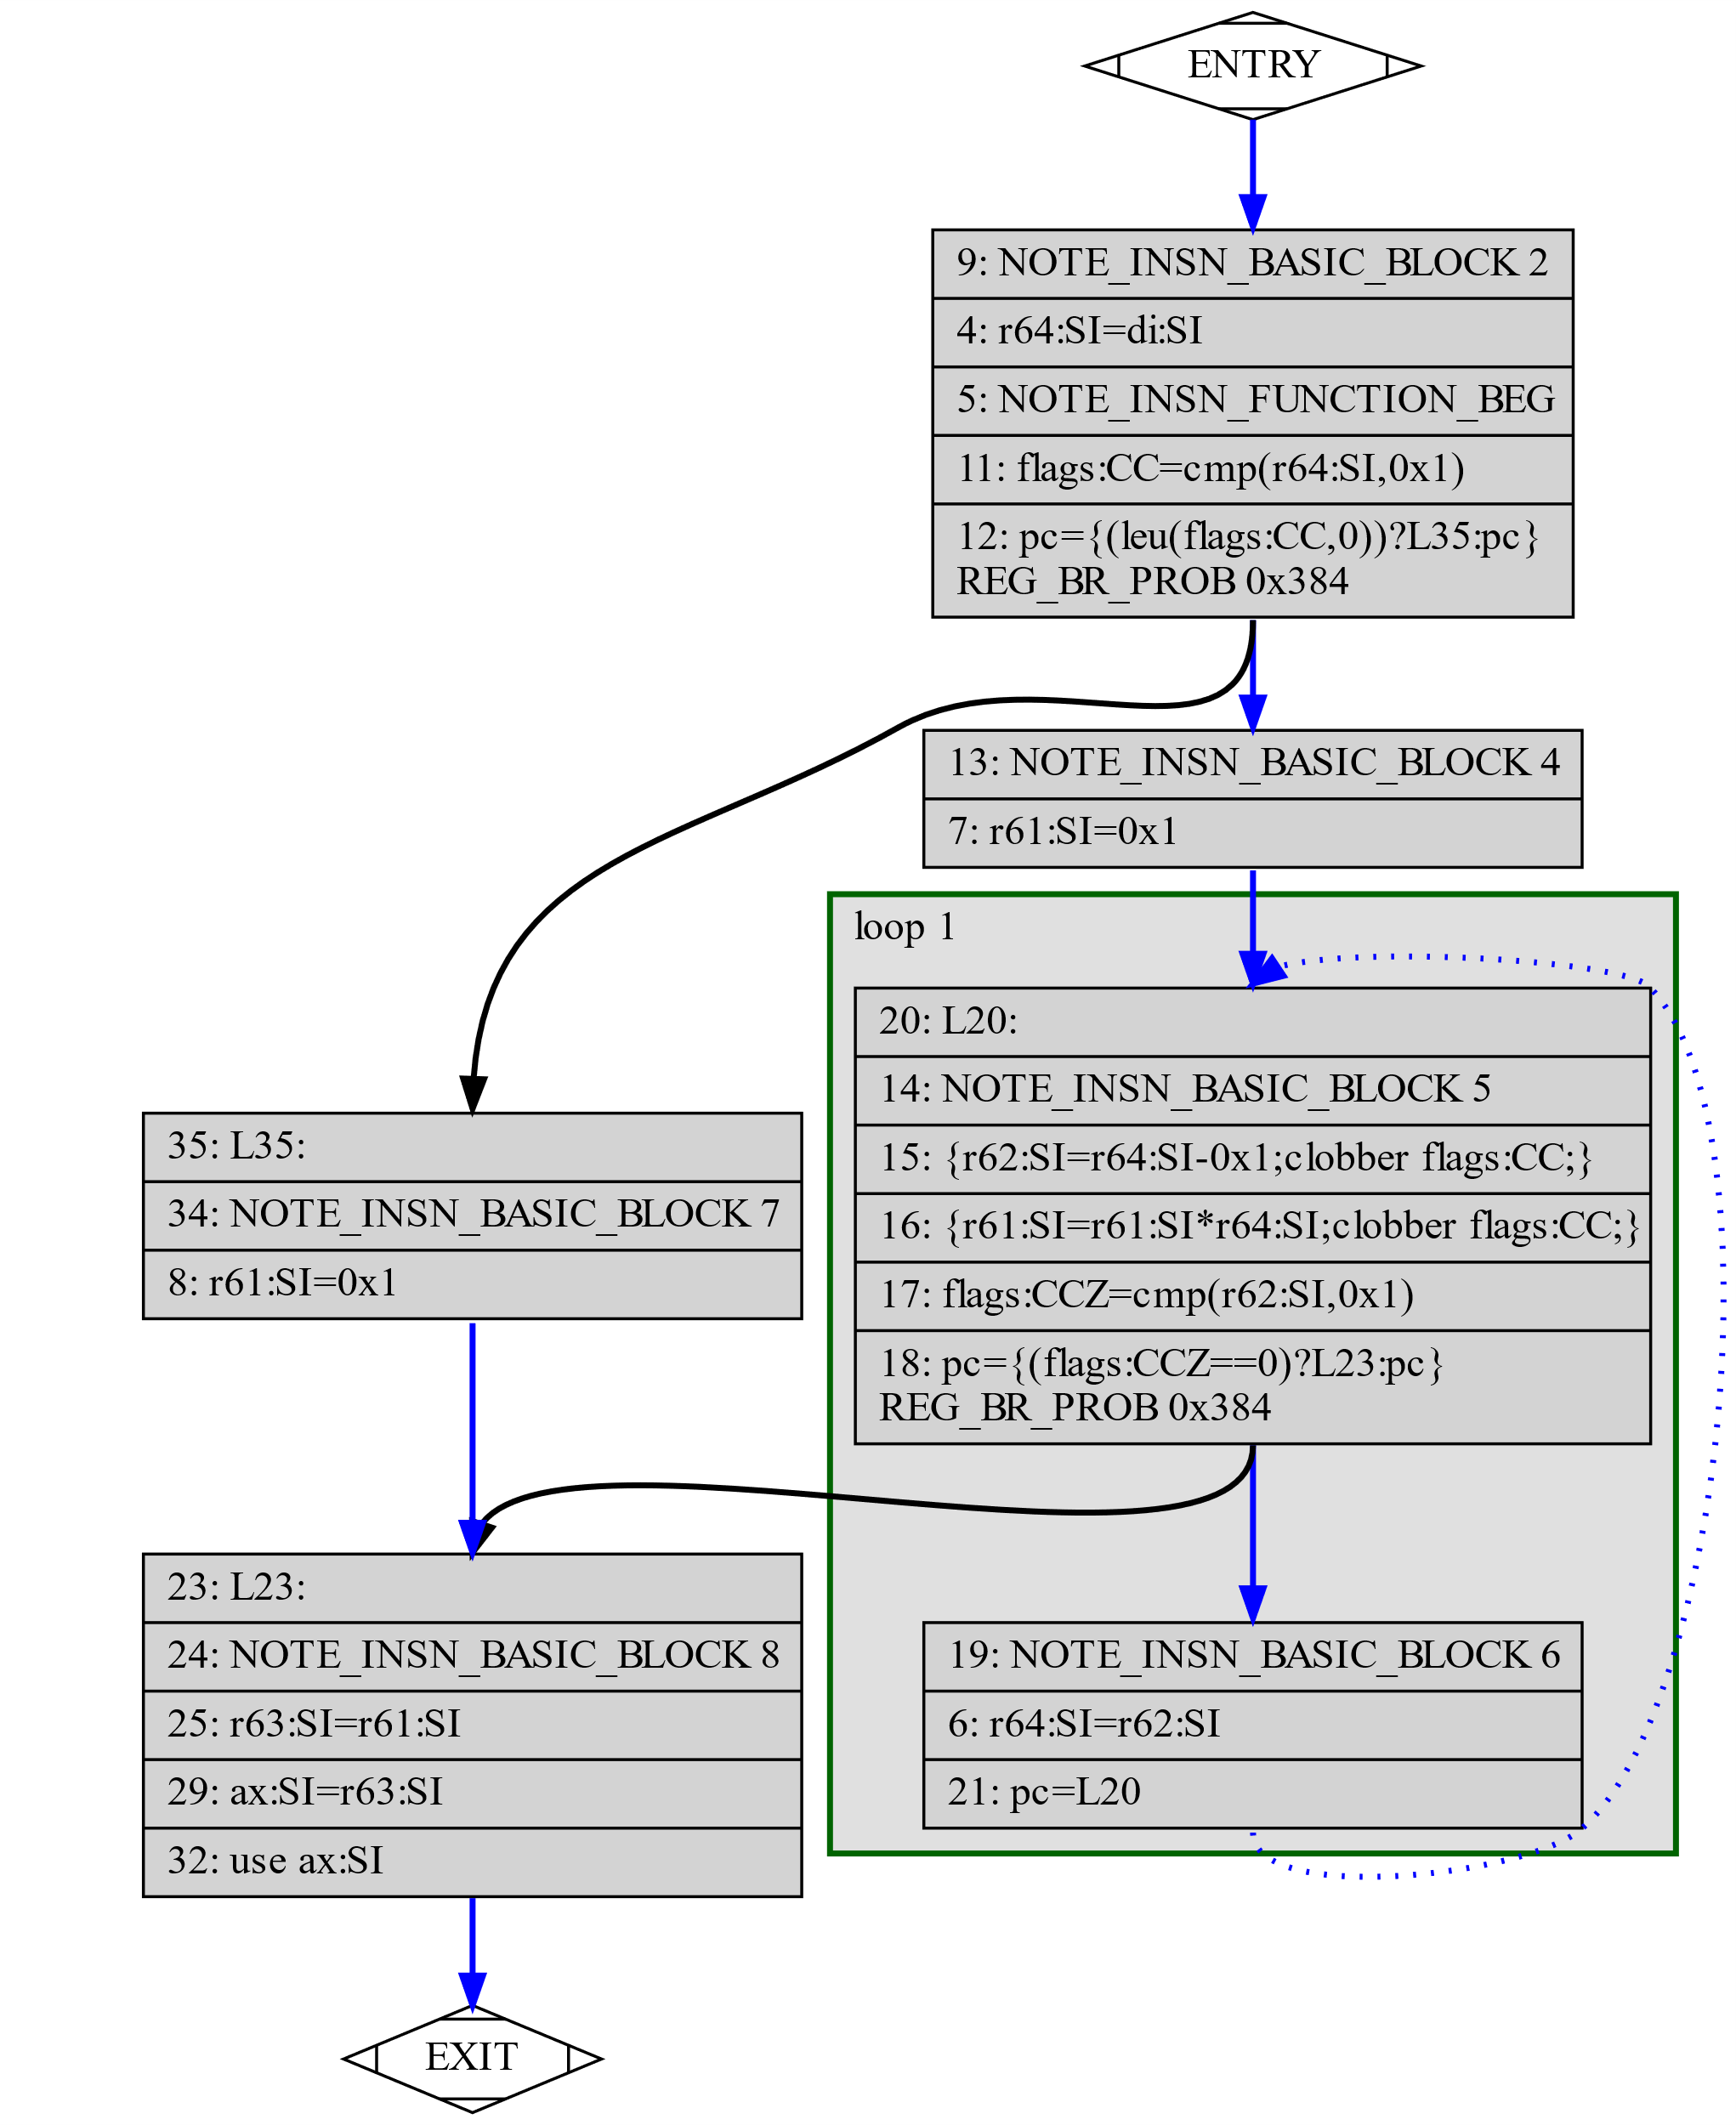 ENTRY
9: NOTE_INSN_BASIC_BLOCK 2
4: r64:SI=di:SI
5: NOTE_INSN_FUNCTION_BEG
11: flags:CC=cmp(r64:SI,0x1)
12: pc={(leu(flags:CC,0))?L35:pc}
REG_BR_PROB 0x384
13: NOTE_INSN_BASIC_BLOCK 4
7: r61:SI=0x1
loop 1
20: L20:
14: NOTE_INSN_BASIC_BLOCK 5
15: {r62:SI=r64:SI-0x1;clobber flags:CC;}
16: {r61:SI=r61:SI*r64:SI;clobber flags:CC;}
17: flags:CCZ=cmp(r62:SI,0x1)
18: pc={(flags:CCZ==0)?L23:pc}
REG_BR_PROB 0x384
35: L35:
34: NOTE_INSN_BASIC_BLOCK 7
8: r61:SI=0x1
23: L23:
24: NOTE_INSN_BASIC_BLOCK 8
25: r63:SI=r61:SI
29: ax:SI=r63:SI
32: use ax:SI
19: NOTE_INSN_BASIC_BLOCK 6
6: r64:SI=r62:SI
21: pc=L20
EXIT